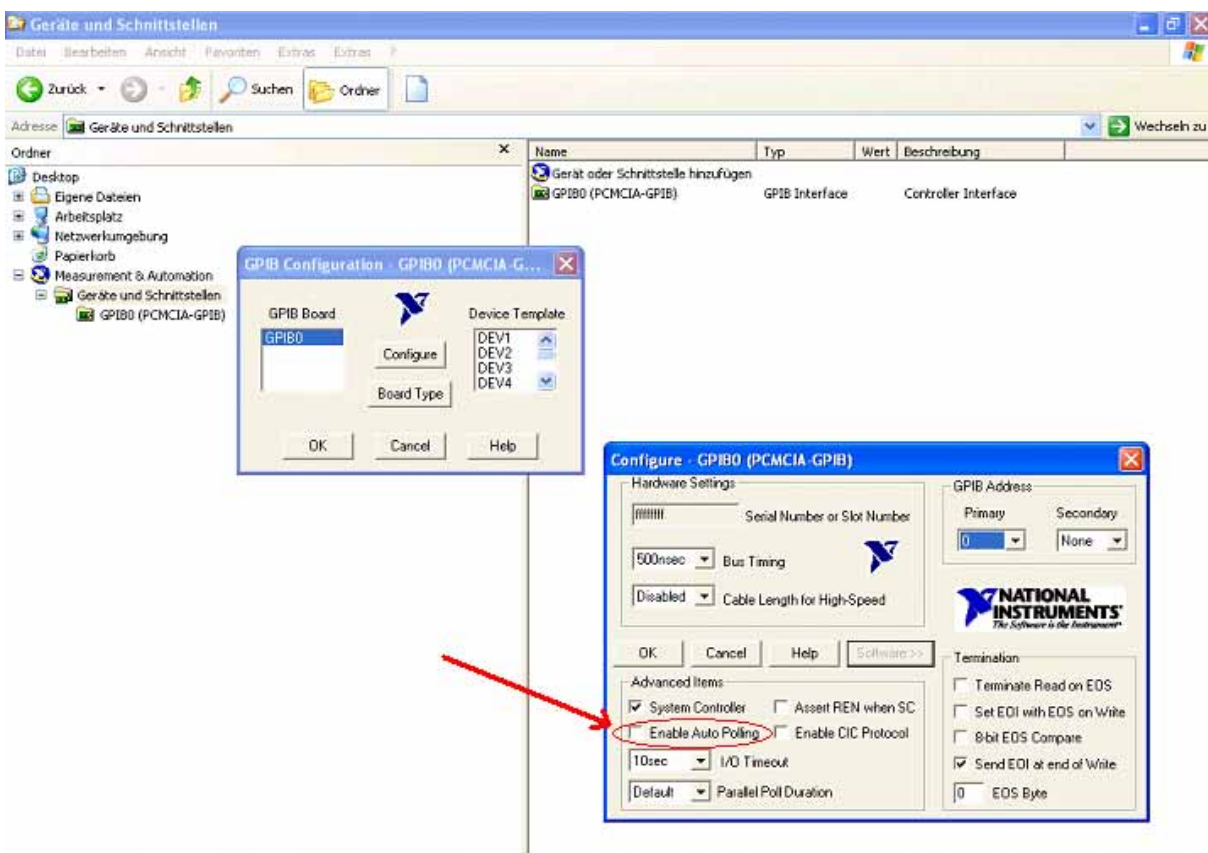 Geräte und Schnittstellen
Datei Bearbeiten Ansicht Favoriten Extras Extras ?
Zurück Suchen Ordner
Adresse Geräte und Schnittstellen Wechseln zu
Ordner
Desktop
Eigene Dateien
Arbeitsplatz
Netzwerkumgebung
Papierkorb
Measurement & Automation
Geräte und Schnittstellen
GPIB0 (PCMCIA-GPIB)
Name Typ Wert Beschreibung
Gerät oder Schnittstelle hinzufügen
GPIB0 (PCMCIA-GPIB) GPIB Interface Controller Interface
GPIB Configuration - GPIB0 (PCMCIA-G...
GPIB Board
GPIB0
Configure
Board Type
Device Template
DEV1
DEV2
DEV3
DEV4
OK Cancel Help
Configure - GPIB0 (PCMCIA-GPIB)
Hardware Settings
Serial Number or Slot Number
500nsec Bus Timing
Disabled Cable Length for High-Speed
GPIB Address
Primary Secondary
0 None
NATIONAL
INSTRUMENTS
The Software is the Instrument
OK Cancel Help Software >>
Advanced Items
System Controller Assert REN when SC
Enable Auto Polling Enable CIC Protocol
10sec I/O Timeout
Default Parallel Poll Duration
Termination
Terminate Read on EOS
Set EOI with EOS on Write
8-bit EOS Compare
Send EOI at end of Write
0 EOS Byte